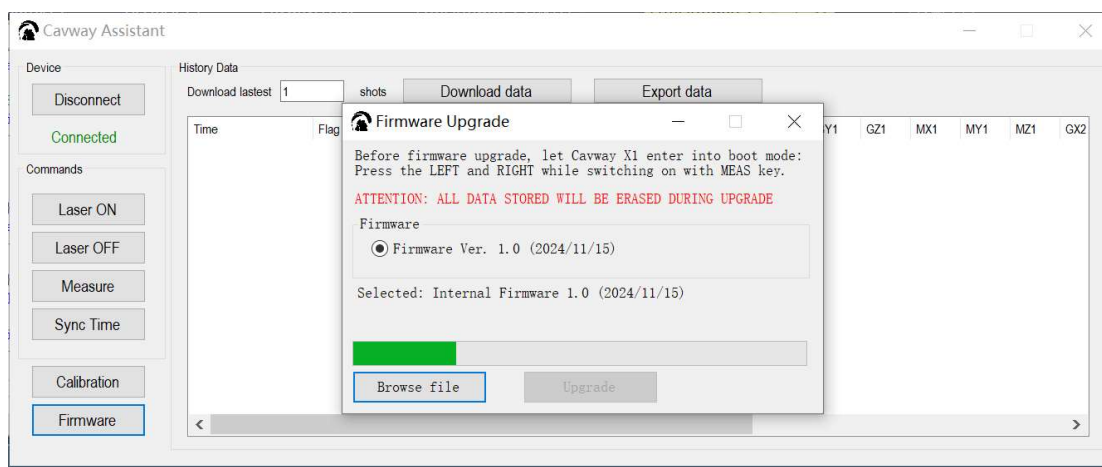 Cavway Assistant
Device
Disconnect
Connected
Commands
Laser ON
Laser OFF
Measure
Sync Time
Calibration
Firmware
History Data
Download lastest 1 shots Download data Export data
Time Flag Y1 GZ1 MX1 MY1 MZ1 GX2
Firmware Upgrade
Before firmware upgrade, let Cavway X1 enter into boot mode:
Press the LEFT and RIGHT while switching on with MEAS key.
ATTENTION: ALL DATA STORED WILL BE ERASED DURING UPGRADE
Firmware
Firmware Ver. 1.0 (2024/11/15)
Selected: Internal Firmware 1.0 (2024/11/15)
Browse file Upgrade